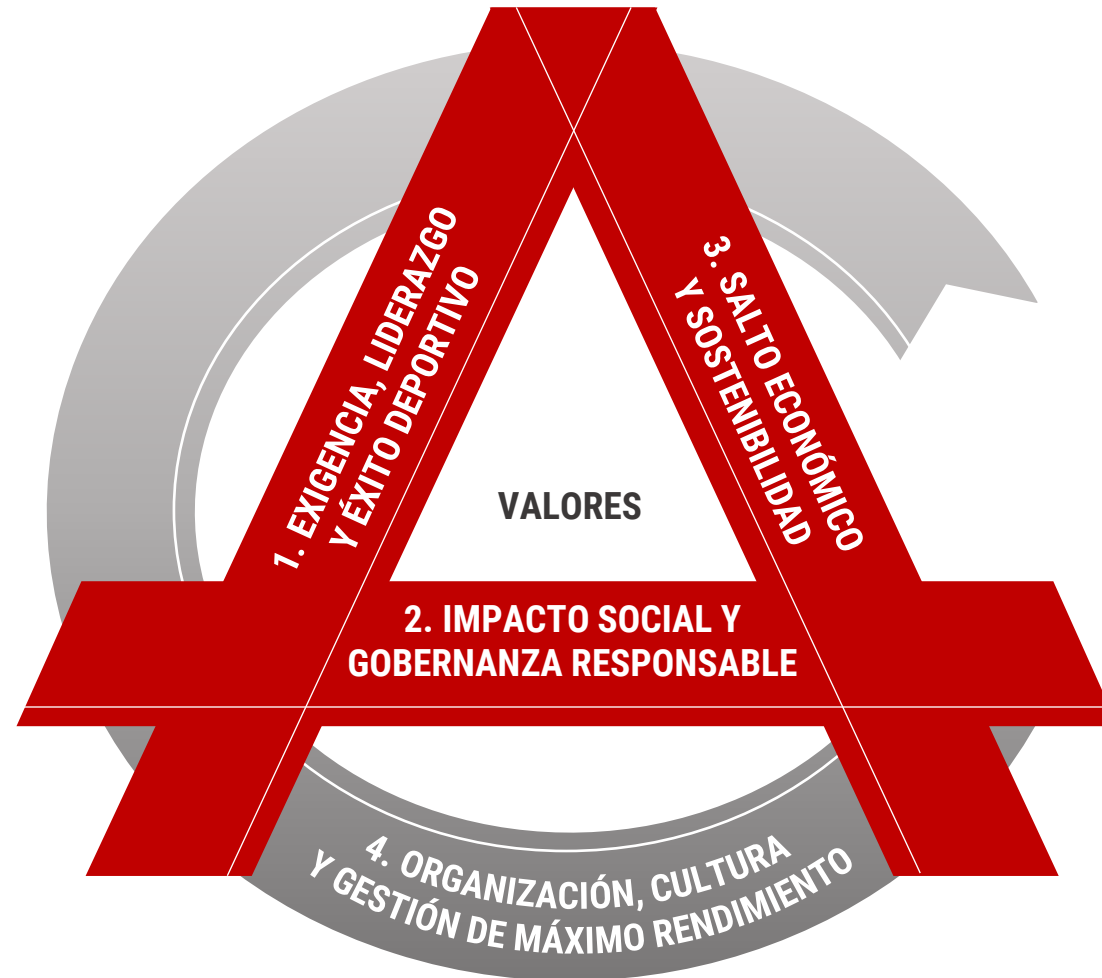 1. EXIGENCIA, LIDERAZGO
Y ÉXITO DEPORTIVO
3. SALTO ECONÓMICO
Y SOSTENIBILIDAD
VALORES
2. IMPACTO SOCIAL Y
GOBERNANZA RESPONSABLE
4. ORGANIZACIÓN, CULTURA
Y GESTIÓN DE MÁXIMO RENDIMIENTO